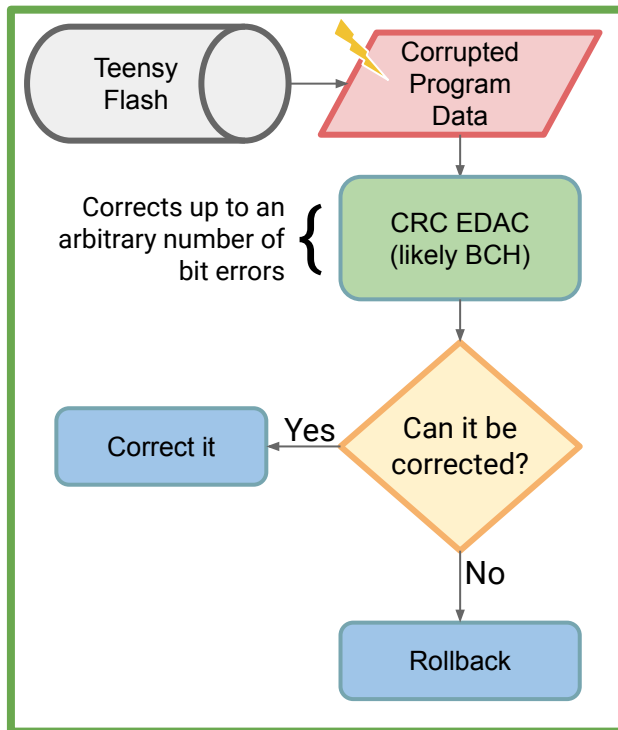 Teensy
Flash
Corrupted
Program
Data
Corrects up to an
arbitrary number of
bit errors
{
CRC EDAC
(likely BCH)
Can it be
corrected?
Yes
Correct it
No
Rollback